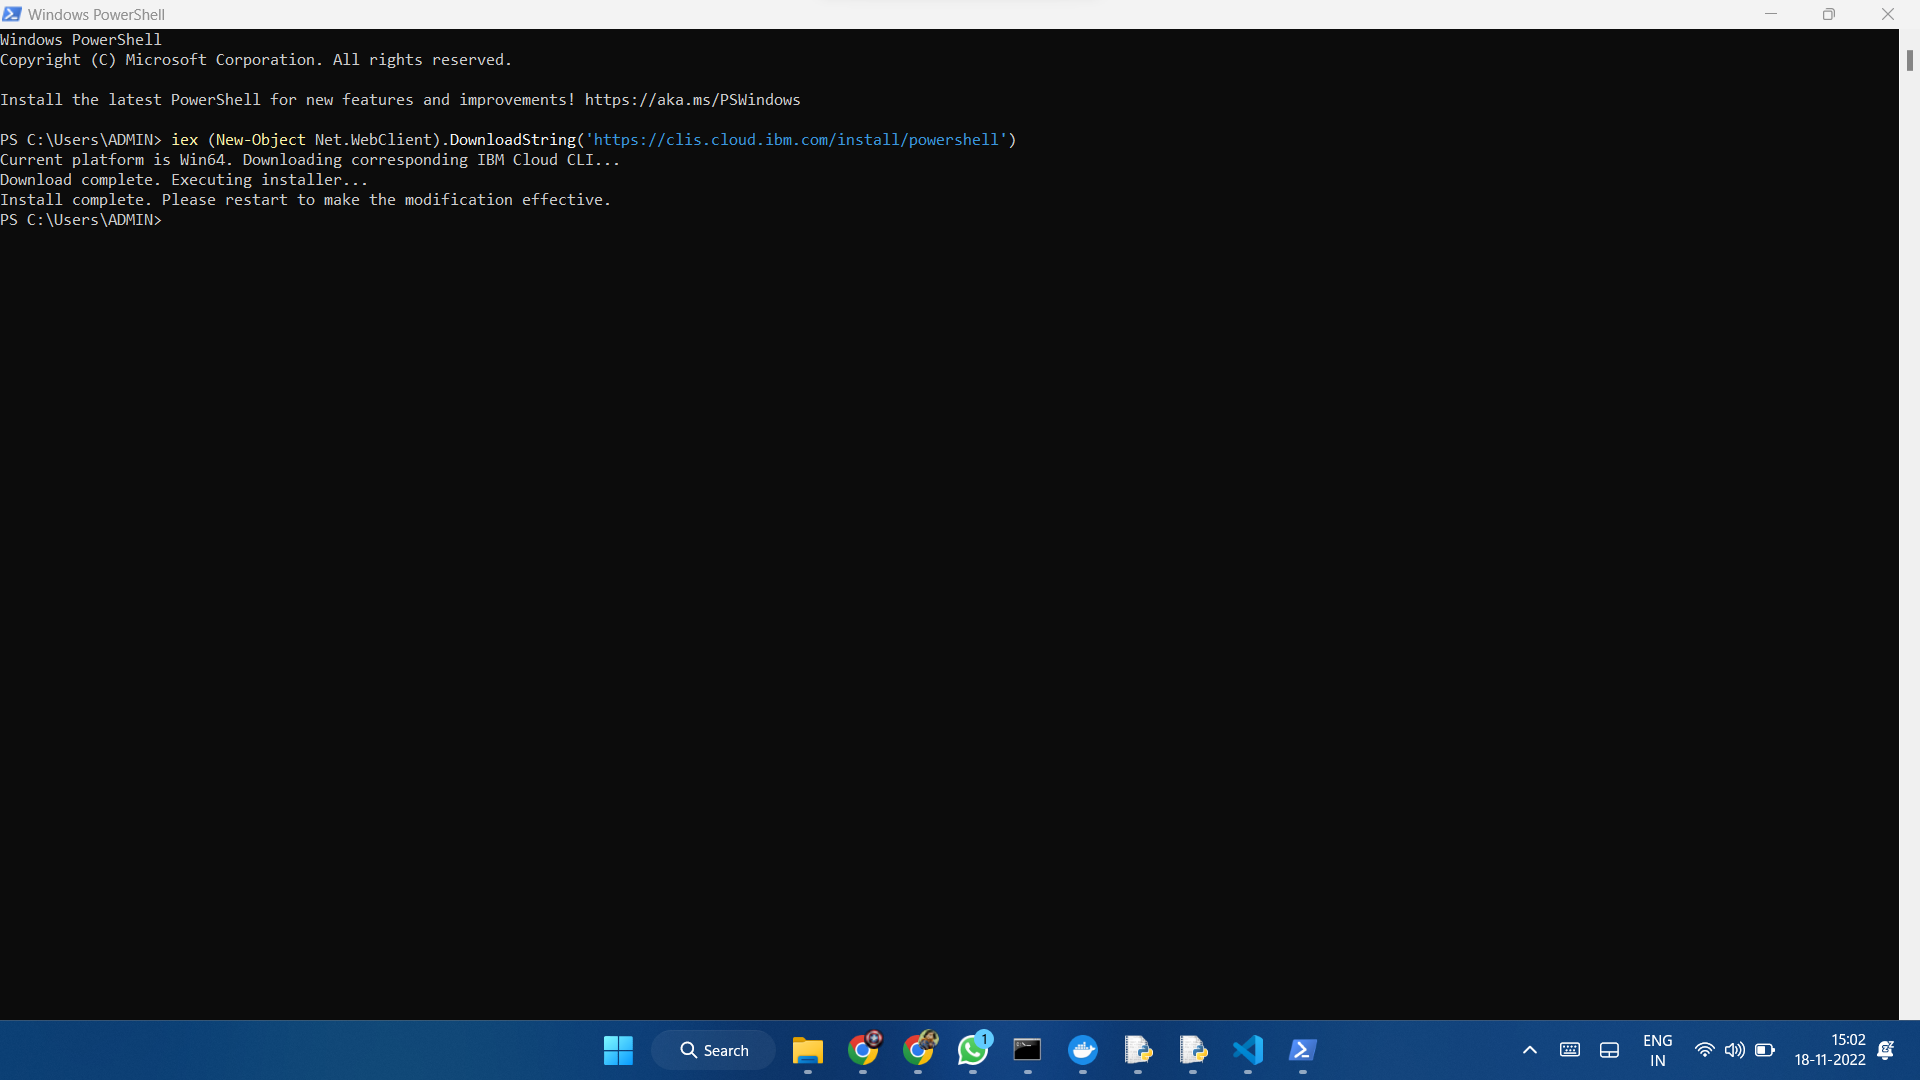 Windows PowerShell
Windows PowerShell
Copyright (C) Microsoft Corporation. All rights reserved.
Install the latest PowerShell for new features and improvements! https://aka.ms/PSWindows
PS C:\Users\ADMIN> iex (New-Object Net.WebClient).DownloadString('https://clis.cloud.ibm.com/install/powershell')
Current platform is Win64. Downloading corresponding IBM Cloud CLI...
Download complete. Executing installer...
Install complete. Please restart to make the modification effective.
PS C:\Users\ADMIN>
Search
1
ENG
IN
15:02
18-11-2022